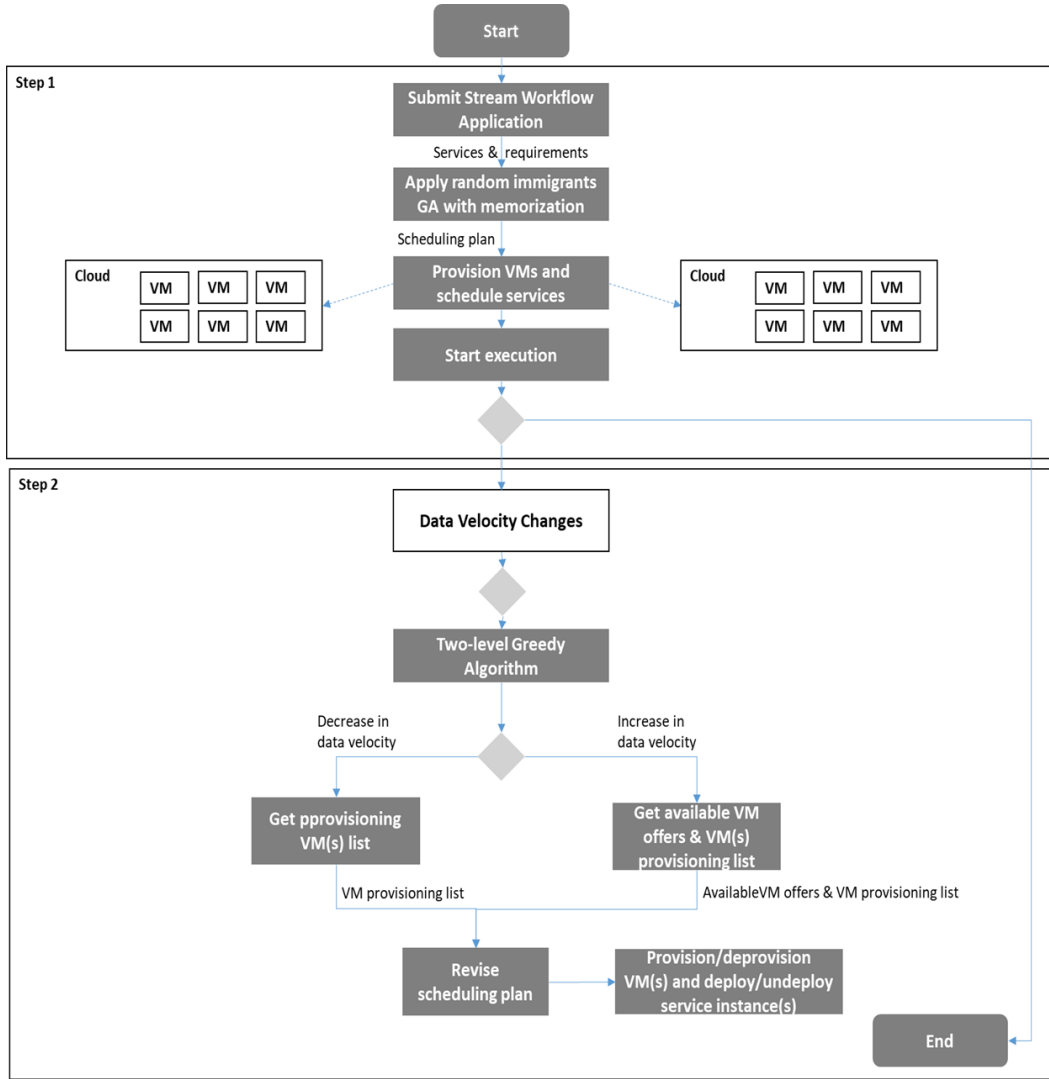 Start
Step 1
Submit Stream Workflow
Application
Services & requirements
Apply random immigrants
GA with memorization
Scheduling plan
Cloud
VM VM VM
VM VM VM
Provision VMs and
schedule services
Cloud
VM VM VM
VM VM VM
Start execution
Step 2
Data Velocity Changes
Two-level Greedy
Algorithm
Decrease in
data velocity
Increase in
data velocity
Get pprovisioning
VM(s) list
Get available VM
offers & VM(s)
provisioning list
VM provisioning list
AvailableVM offers & VM provisioning list
Revise
scheduling plan
Provision/deprovision
VM(s) and deploy/undeploy
service instance(s)
End